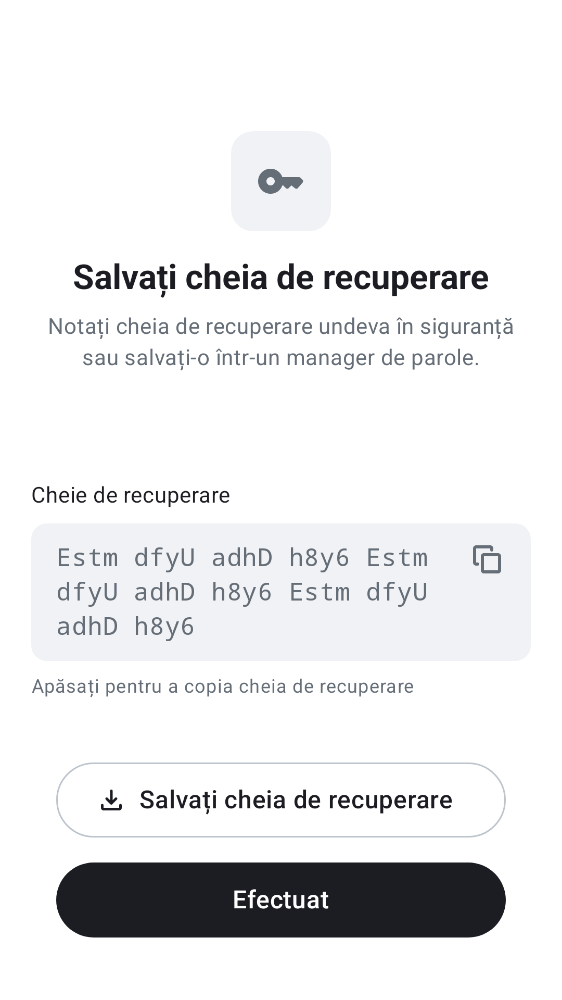 Salvați cheia de recuperare
Notați cheia de recuperare undeva în siguranță
sau salvați-o într-un manager de parole.
Cheie de recuperare
Estm dfyU adhD h8y6 Estm
dfyU adhD h8y6 Estm dfyU
adhD h8y6
Apăsați pentru a copia cheia de recuperare
Salvați cheia de recuperare
Efectuat